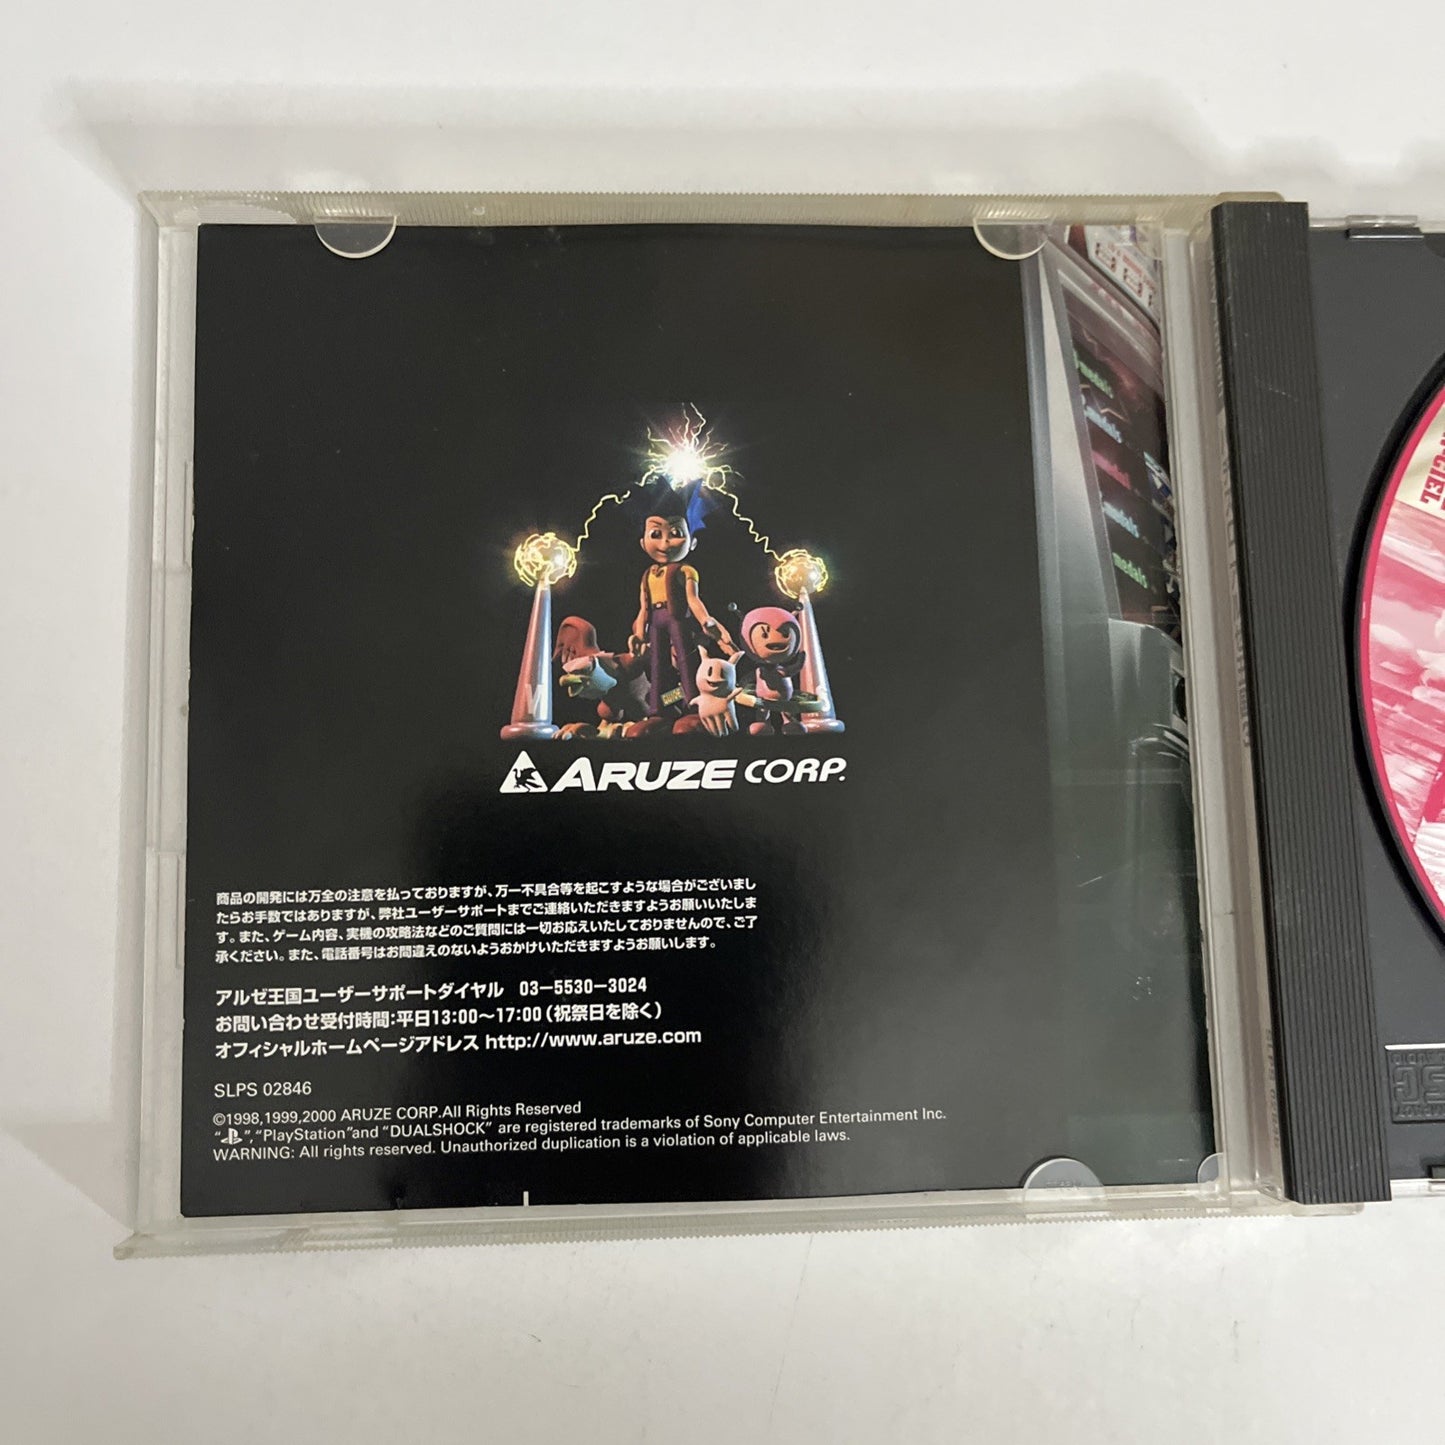 ARUZE CORP.
商品の開発には万全の注意を払っておりますが、万一不具合等を起こすような場合がございまし
たらお手数ではありますが、弊社ユーザーサポートまでご連絡いただきますようお願いいたしま
す。また、ゲーム内容、実機の攻略法などのご質問には一切お応えいたしておりませんので、ご了
承ください。また、電話番号はお間違えのないようおかけいただきますようお願いします。
アルゼ王国ユーザーサポートダイヤル 03-5530-3024
お問い合わせ受付時間:平日13:00〜17:00(祝祭日を除く)
オフィシャルホームページアドレス http://www.aruze.com
SLPS 02846
©1998,1999,2000 ARUZE CORP.All Rights Reserved
" ","PlayStation"and "DUALSHOCK" are registered trademarks of Sony Computer Entertainment Inc.
WARNING: All rights reserved. Unauthorized duplication is a violation of applicable laws.
medals
medals
medals
medals